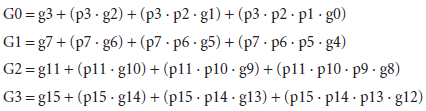 G0 = g3 + (p3 · g2) + (p3 · p2 · g1) + (p3 · p2 · p1 · g0)
G1 = g7 + (p7 · g6) + (p7 · p6 · g5) + (p7 · p6 · p5 · g4)
G2 = g11 + (p11 · g10) + (p11 · p10 · g9) + (p11 · p10 · p9 · g8)
G3 = g15 + (p15 · g14) + (p15 · p14 · g13) + (p15 · p14 · p13 · g12)